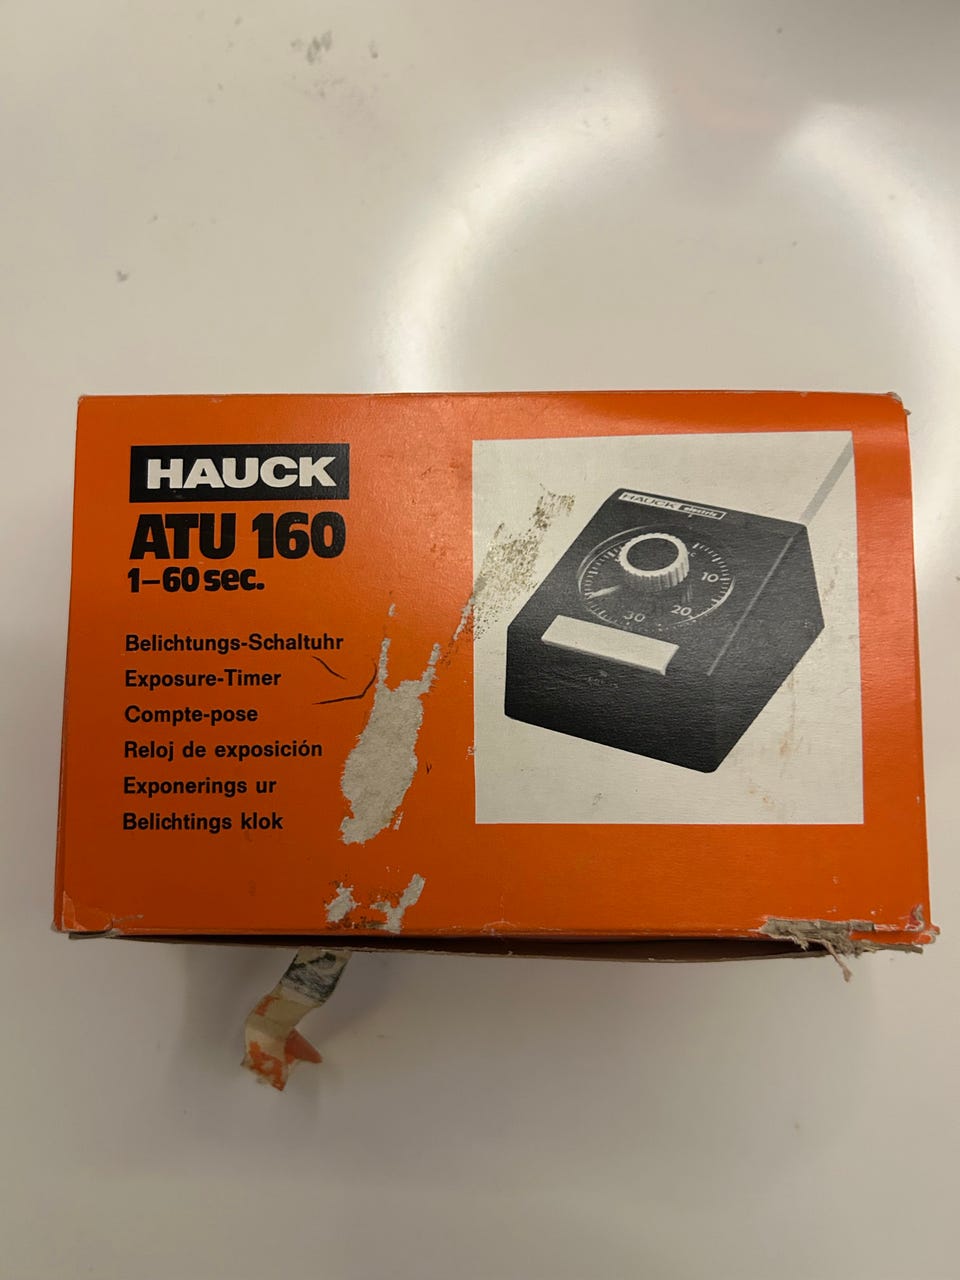 HAUCK
ATU 160
1–60 sec.
Belichtungs-Schaltuhr
Exposure-Timer
Compte-pose
Reloj de exposición
Exponerings ur
Belichtings klok
HAUCK electric
10
20
30